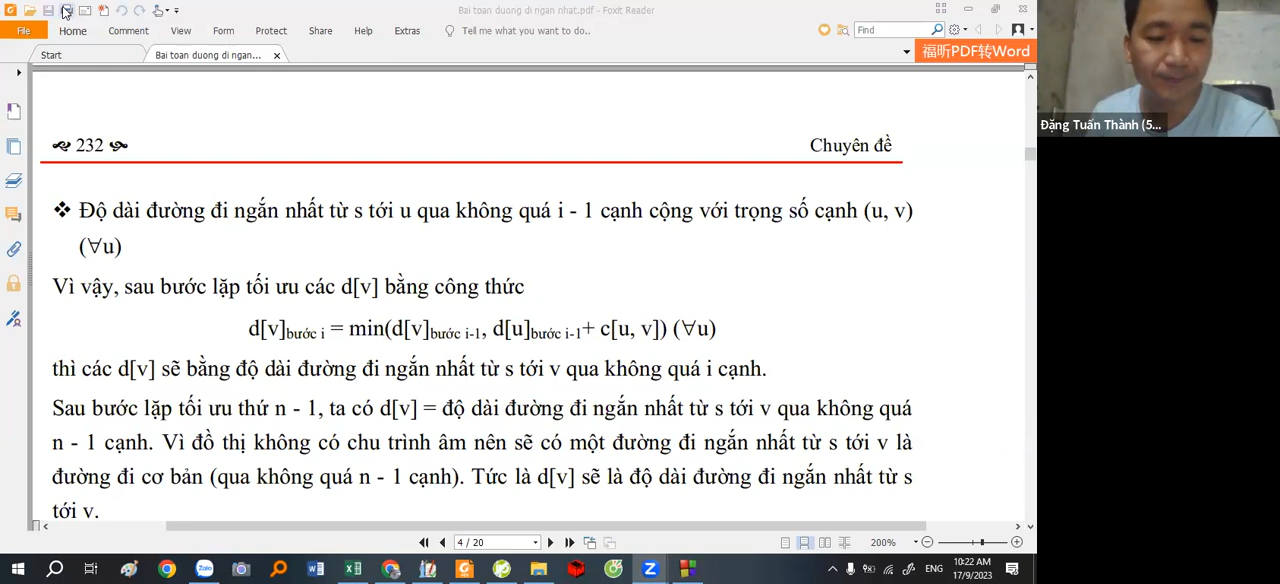 Bai toan duong di ngan nhat.pdf - Foxit Reader
File Home Comment View Form Protect Share Help Extras Tell me what you want to do.. Find
Start Bai toan duong di ngan... 福昕PDF转Word
Đặng Tuấn Thành (5...
232 Chuyên đề
❖ Độ dài đường đi ngắn nhất từ s tới u qua không quá i - 1 cạnh cộng với trọng số cạnh (u, v)
(∀u)
Vì vậy, sau bước lặp tối ưu các d[v] bằng công thức
d[v]bước i = min(d[v]bước i-1, d[u]bước i-1+ c[u, v]) (∀u)
thì các d[v] sẽ bằng độ dài đường đi ngắn nhất từ s tới v qua không quá i cạnh.
Sau bước lặp tối ưu thứ n - 1, ta có d[v] = độ dài đường đi ngắn nhất từ s tới v qua không quá
n - 1 cạnh. Vì đồ thị không có chu trình âm nên sẽ có một đường đi ngắn nhất từ s tới v là
đường đi cơ bản (qua không quá n - 1 cạnh). Tức là d[v] sẽ là độ dài đường đi ngắn nhất từ s
tới v.
4 / 20 200%
Zalo ENG 10:22 AM
17/9/2023